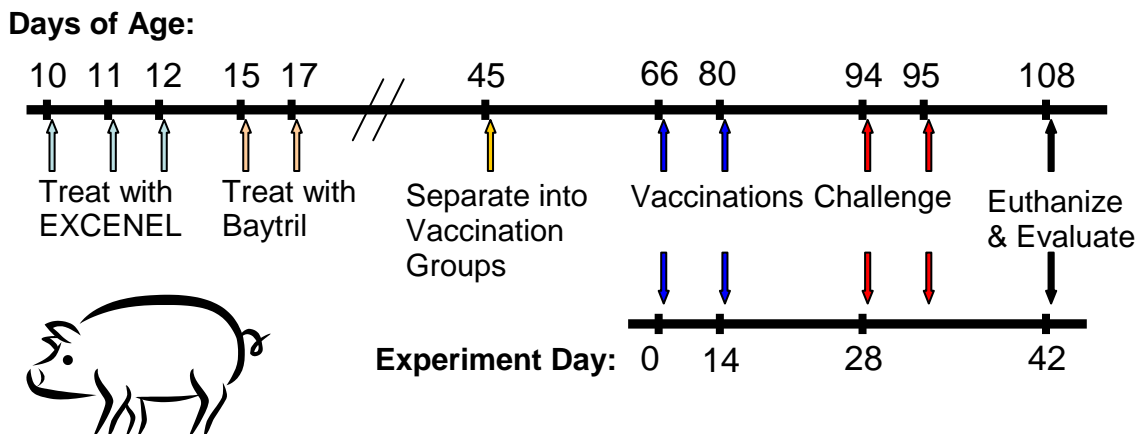 Days of Age:
10 11 12 15 17 45 66 80 94 95 108
Treat with
EXCENEL
Treat with
Baytril
Separate into
Vaccination
Groups
Vaccinations Challenge
Euthanize
& Evaluate
Experiment Day: 0 14 28 42